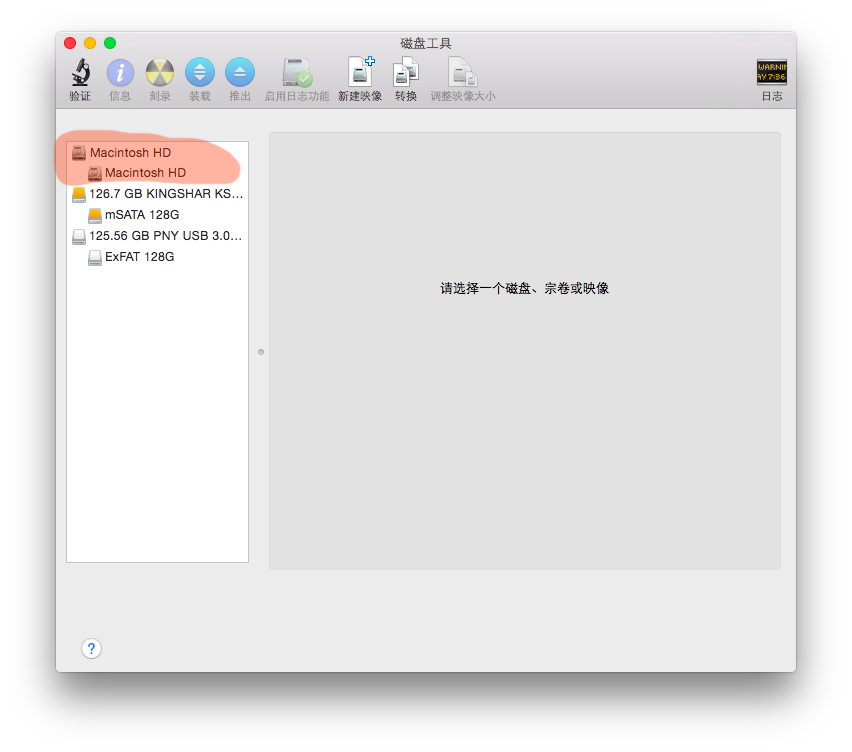 磁盘工具
验证
信息
刻录
装载
推出
启用日志功能
新建映像
转换
调整映像大小
WARNIN
AY 7:36
日志
Macintosh HD
Macintosh HD
126.7 GB KINGSHAR KS...
mSATA 128G
125.56 GB PNY USB 3.0...
ExFAT 128G
请选择一个磁盘、宗卷或映像
?